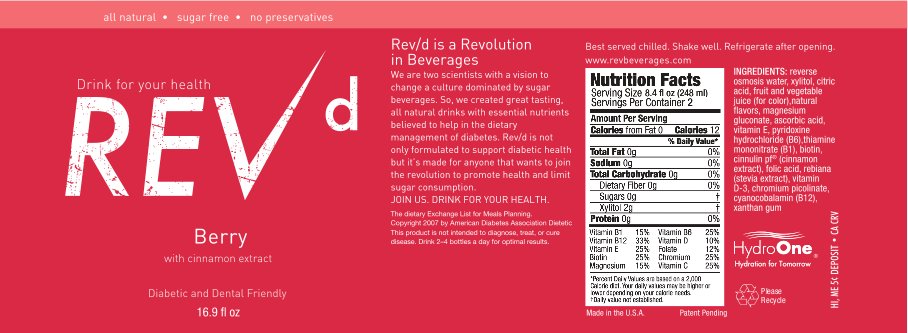 all natural • sugar free • no preservatives
Drink for your health
REV d
Berry
with cinnamon extract
Diabetic and Dental Friendly
16.9 fl oz
Rev/d is a Revolution
in Beverages
We are two scientists with a vision to
change a culture dominated by sugar
beverages. So, we created great tasting,
all natural drinks with essential nutrients
believed to help in the dietary
management of diabetes. Rev/d is not
only formulated to support diabetic health
but it's made for anyone that wants to join
the revolution to promote health and limit
sugar consumption.
JOIN US. DRINK FOR YOUR HEALTH.
The dietary Exchange List for Meals Planning.
Copyright 2007 by American Diabetes Association Dietetic
This product is not intended to diagnose, treat, or cure
disease. Drink 2–4 bottles a day for optimal results.
Best served chilled. Shake well. Refrigerate after opening.
www.revbeverages.com
Nutrition Facts
Serving Size 8.4 fl oz (248 ml)
Servings Per Container 2
Amount Per Serving
Calories from Fat 0 Calories 12
% Daily Value*
Total Fat 0g 0%
Sodium 0g 0%
Total Carbohydrate 0g 0%
Dietary Fiber 0g 0%
Sugars 0g †
Xylitol 2g †
Protein 0g 0%
Vitamin B1 15% Vitamin B6 25%
Vitamin B12 33% Vitamin D 10%
Vitamin E 25% Folate 12%
Biotin 25% Chromium 25%
Magnesium 15% Vitamin C 25%
*Percent Daily Values are based on a 2,000
Calorie diet. Your daily values may be higher or
lower depending on your calorie needs.
†Daily value not established.
Made in the U.S.A. Patent Pending
INGREDIENTS: reverse
osmosis water, xylitol, citric
acid, fruit and vegetable
juice (for color),natural
flavors, magnesium
gluconate, ascorbic acid,
vitamin E, pyridoxine
hydrochloride (B6),thiamine
mononitrate (B1), biotin,
cinnulin pf® (cinnamon
extract), folic acid, rebiana
(stevia extract), vitamin
D-3, chromium picolinate,
cyanocobalamin (B12),
xanthan gum
HydroOne®
Hydration for Tomorrow
Please
Recycle
HI, ME 5¢ DEPOSIT • CA CRV